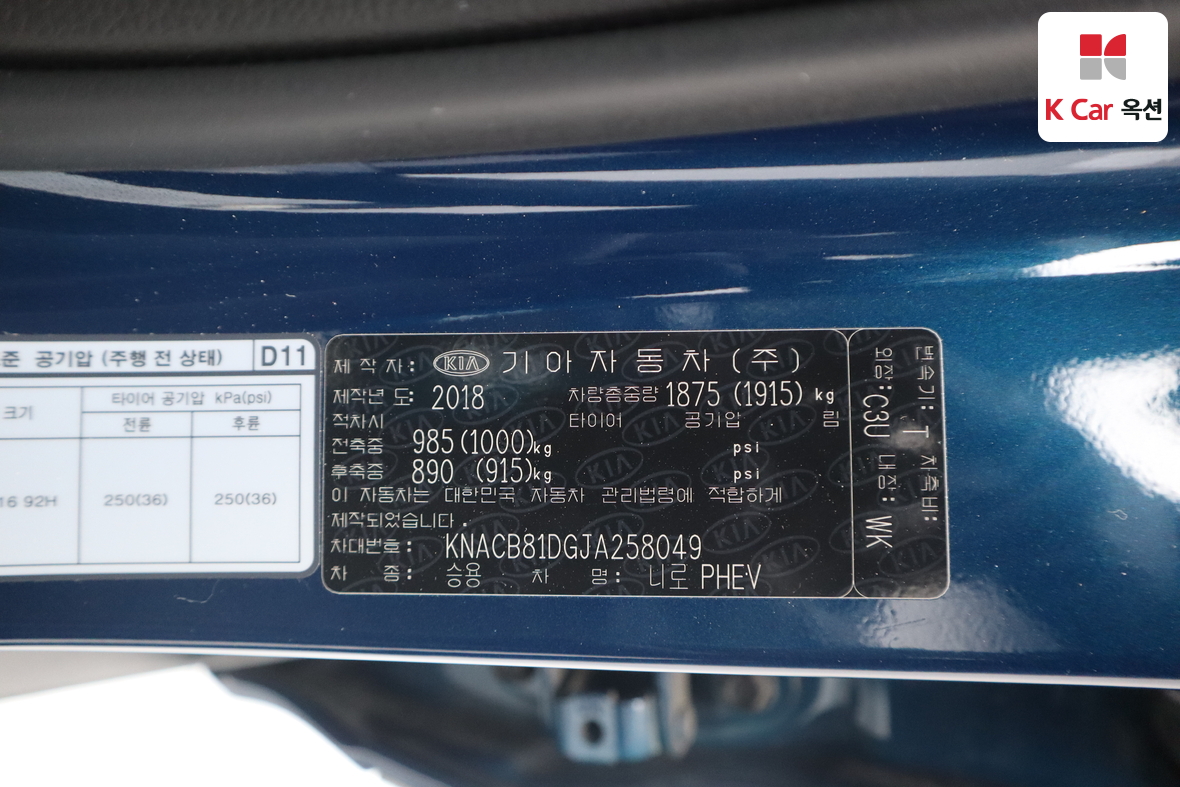 K Car 옥션
준 공기압 (주행 전 상태) D11
크기 타이어 공기압 kPa(psi)
전륜 후륜
16 92H 250(36) 250(36)
제 작 자: KIA 기 아 자 동 차 ( 주 )
제작년 도: 2018 차량총중량 1875 (1915) kg
적차시 타이어 공기압 림
전축중 985 (1000)kg psi
후축중 890 (915)kg psi
이 자동차는 대한민국 자동차 관리법령에 적합하게
제작되었습니다.
차대번호: KNACB81DGJA258049
차 종: 승용 차 명: 니로 PHEV
변속기: T 차축비:
외장: C3U 내장: WK